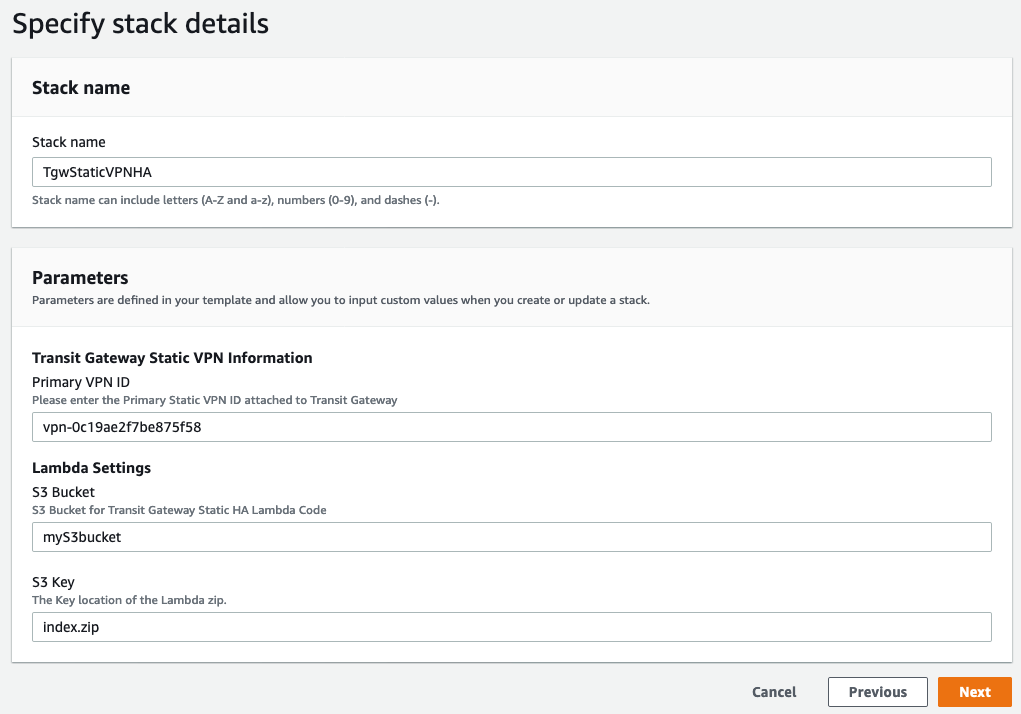 Specify stack details
Stack name
Stack name
TgwStaticVPNHA
Stack name can include letters (A-Z and a-z), numbers (0-9), and dashes (-).
Parameters
Parameters are defined in your template and allow you to input custom values when you create or update a stack.
Transit Gateway Static VPN Information
Primary VPN ID
Please enter the Primary Static VPN ID attached to Transit Gateway
vpn-0c19ae2f7be875f58
Lambda Settings
S3 Bucket
S3 Bucket for Transit Gateway Static HA Lambda Code
myS3bucket
S3 Key
The Key location of the Lambda zip.
index.zip
Cancel Previous Next